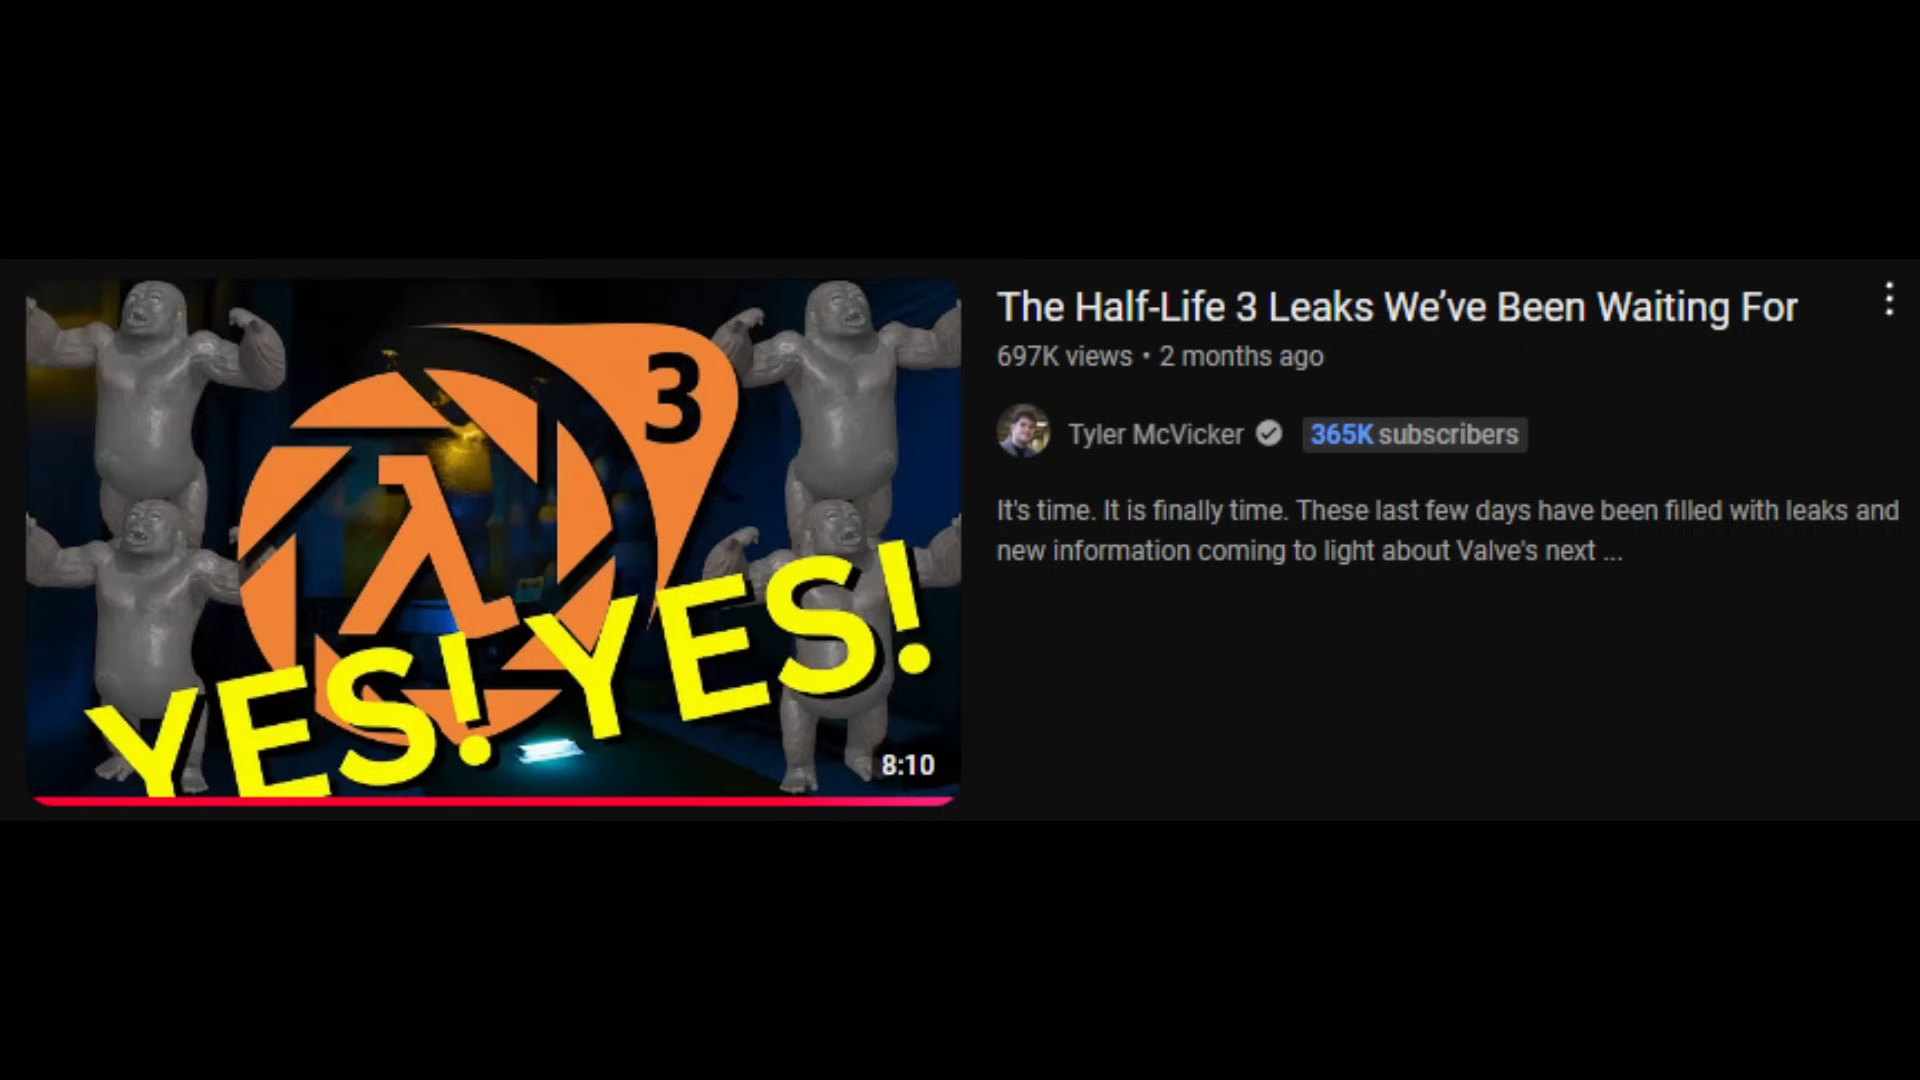 3
YES! YES!
8:10
The Half-Life 3 Leaks We’ve Been Waiting For
697K views • 2 months ago
Tyler McVicker
365K subscribers
It's time. It is finally time. These last few days have been filled with leaks and
new information coming to light about Valve's next ...